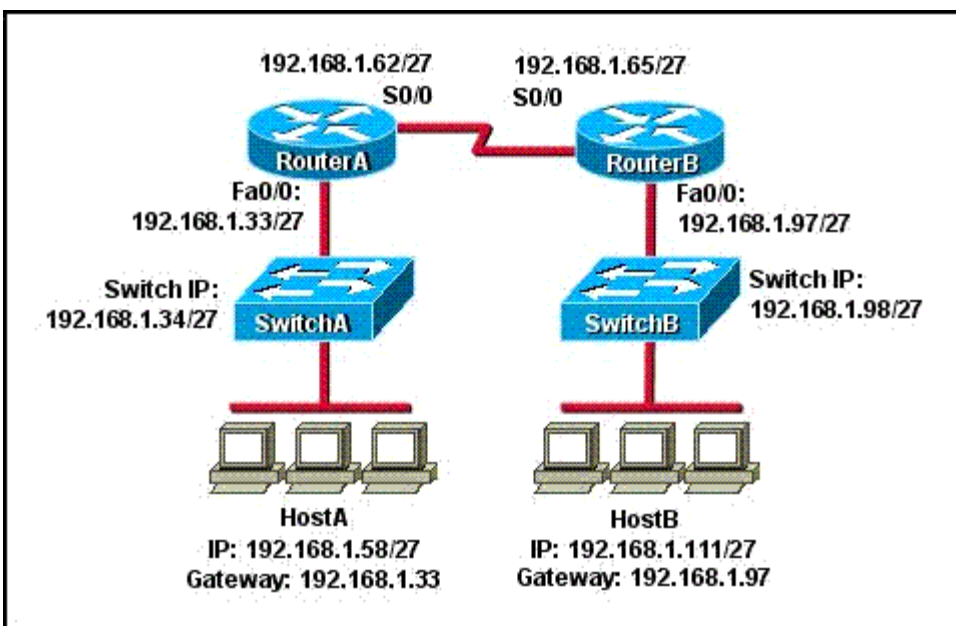 192.168.1.62/27
192.168.1.65/27
S0/0
S0/0
RouterA
RouterB
Fa0/0:
192.168.1.33/27
Fa0/0:
192.168.1.97/27
Switch IP:
192.168.1.34/27
SwitchA
SwitchB
Switch IP:
192.168.1.98/27
HostA
IP: 192.168.1.58/27
Gateway: 192.168.1.33
HostB
IP: 192.168.1.111/27
Gateway: 192.168.1.97